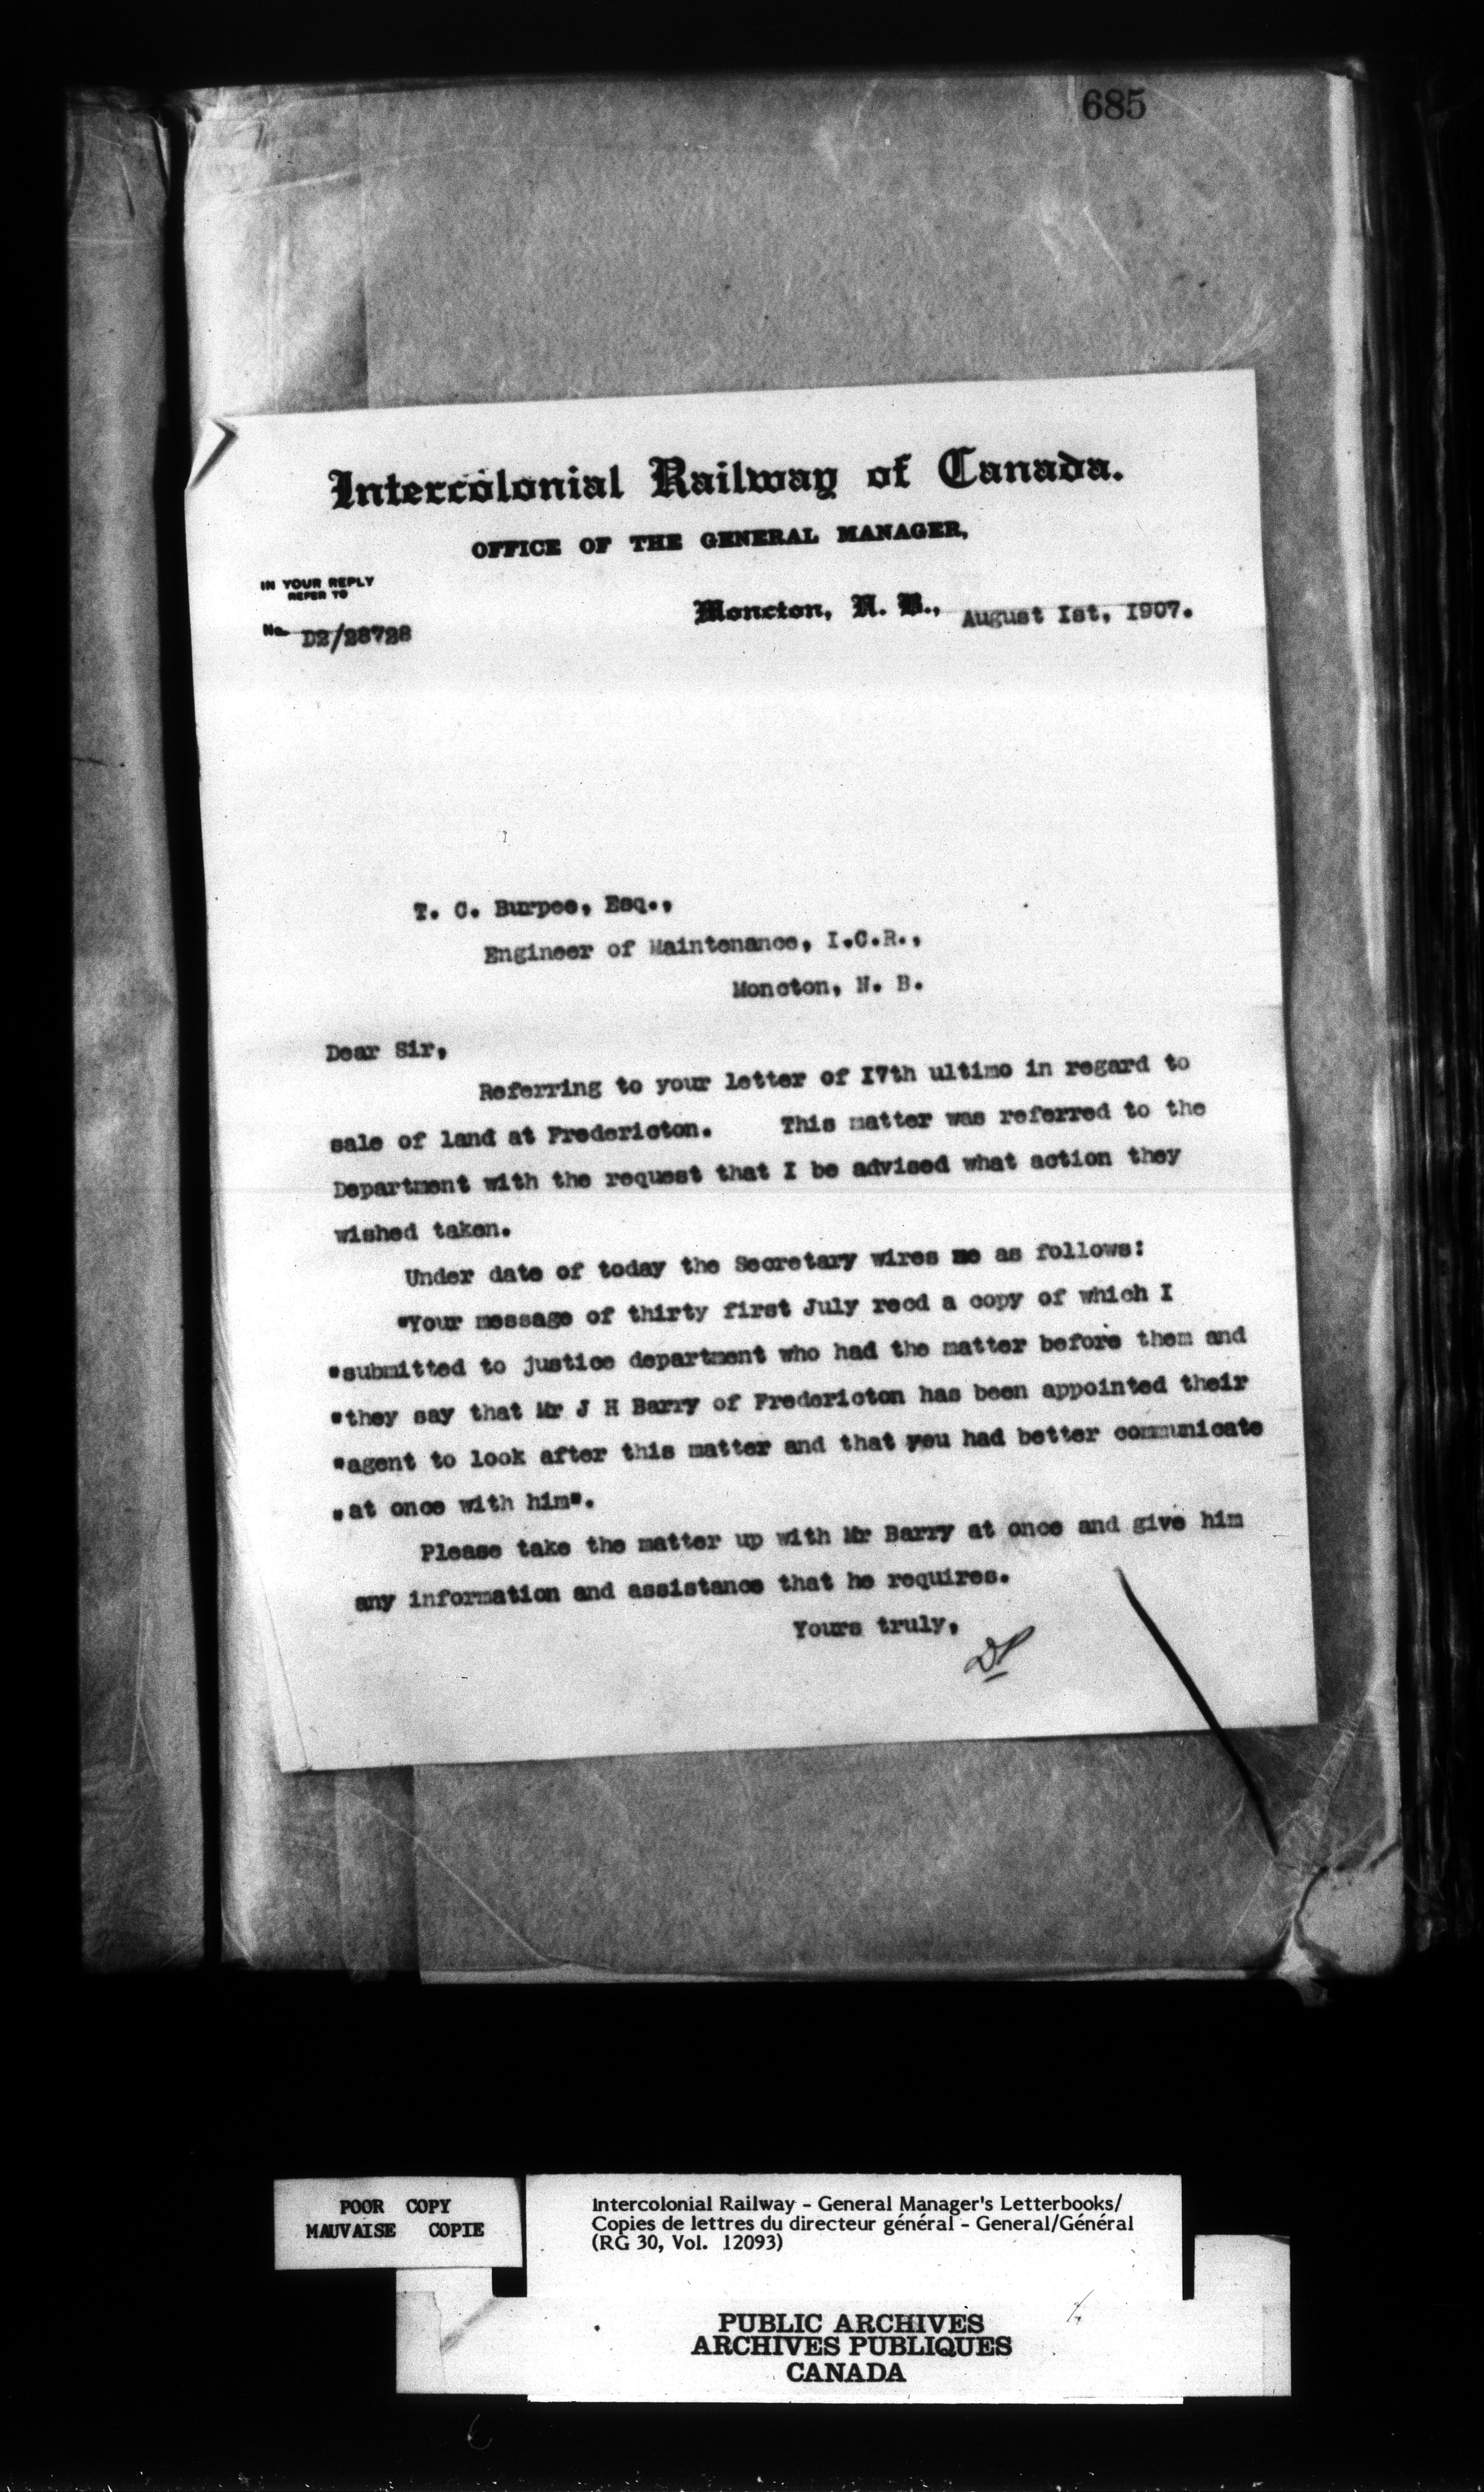 685
Intercolonial Railway of Canada.
OFFICE OF THE GENERAL MANAGER,
IN YOUR REPLY
REFER TO
No. D2/28728
Moncton, N. B., August Ist, I907.
T. C. Burpee, Esq.,
Engineer of Maintenance, I.C.R.,
Moncton, N. B.
Dear Sir,
Referring to your letter of I7th ultimo in regard to
sale of land at Fredericton. This matter was referred to the
Department with the request that I be advised what action they
wished taken.
Under date of today the Secretary wires me as follows:
"Your message of thirty first July recd a copy of which I
"submitted to justice department who had the matter before them and
"they say that Mr J H Barry of Fredericton has been appointed their
"agent to look after this matter and that you had better communicate
"at once with him".
Please take the matter up with Mr Barry at once and give him
any information and assistance that he requires.
Yours truly,
DP
POOR COPY
MAUVAISE COPIE
Intercolonial Railway - General Manager's Letterbooks/
Copies de lettres du directeur général - General/Général
(RG 30, Vol. 12093)
PUBLIC ARCHIVES
ARCHIVES PUBLIQUES
CANADA